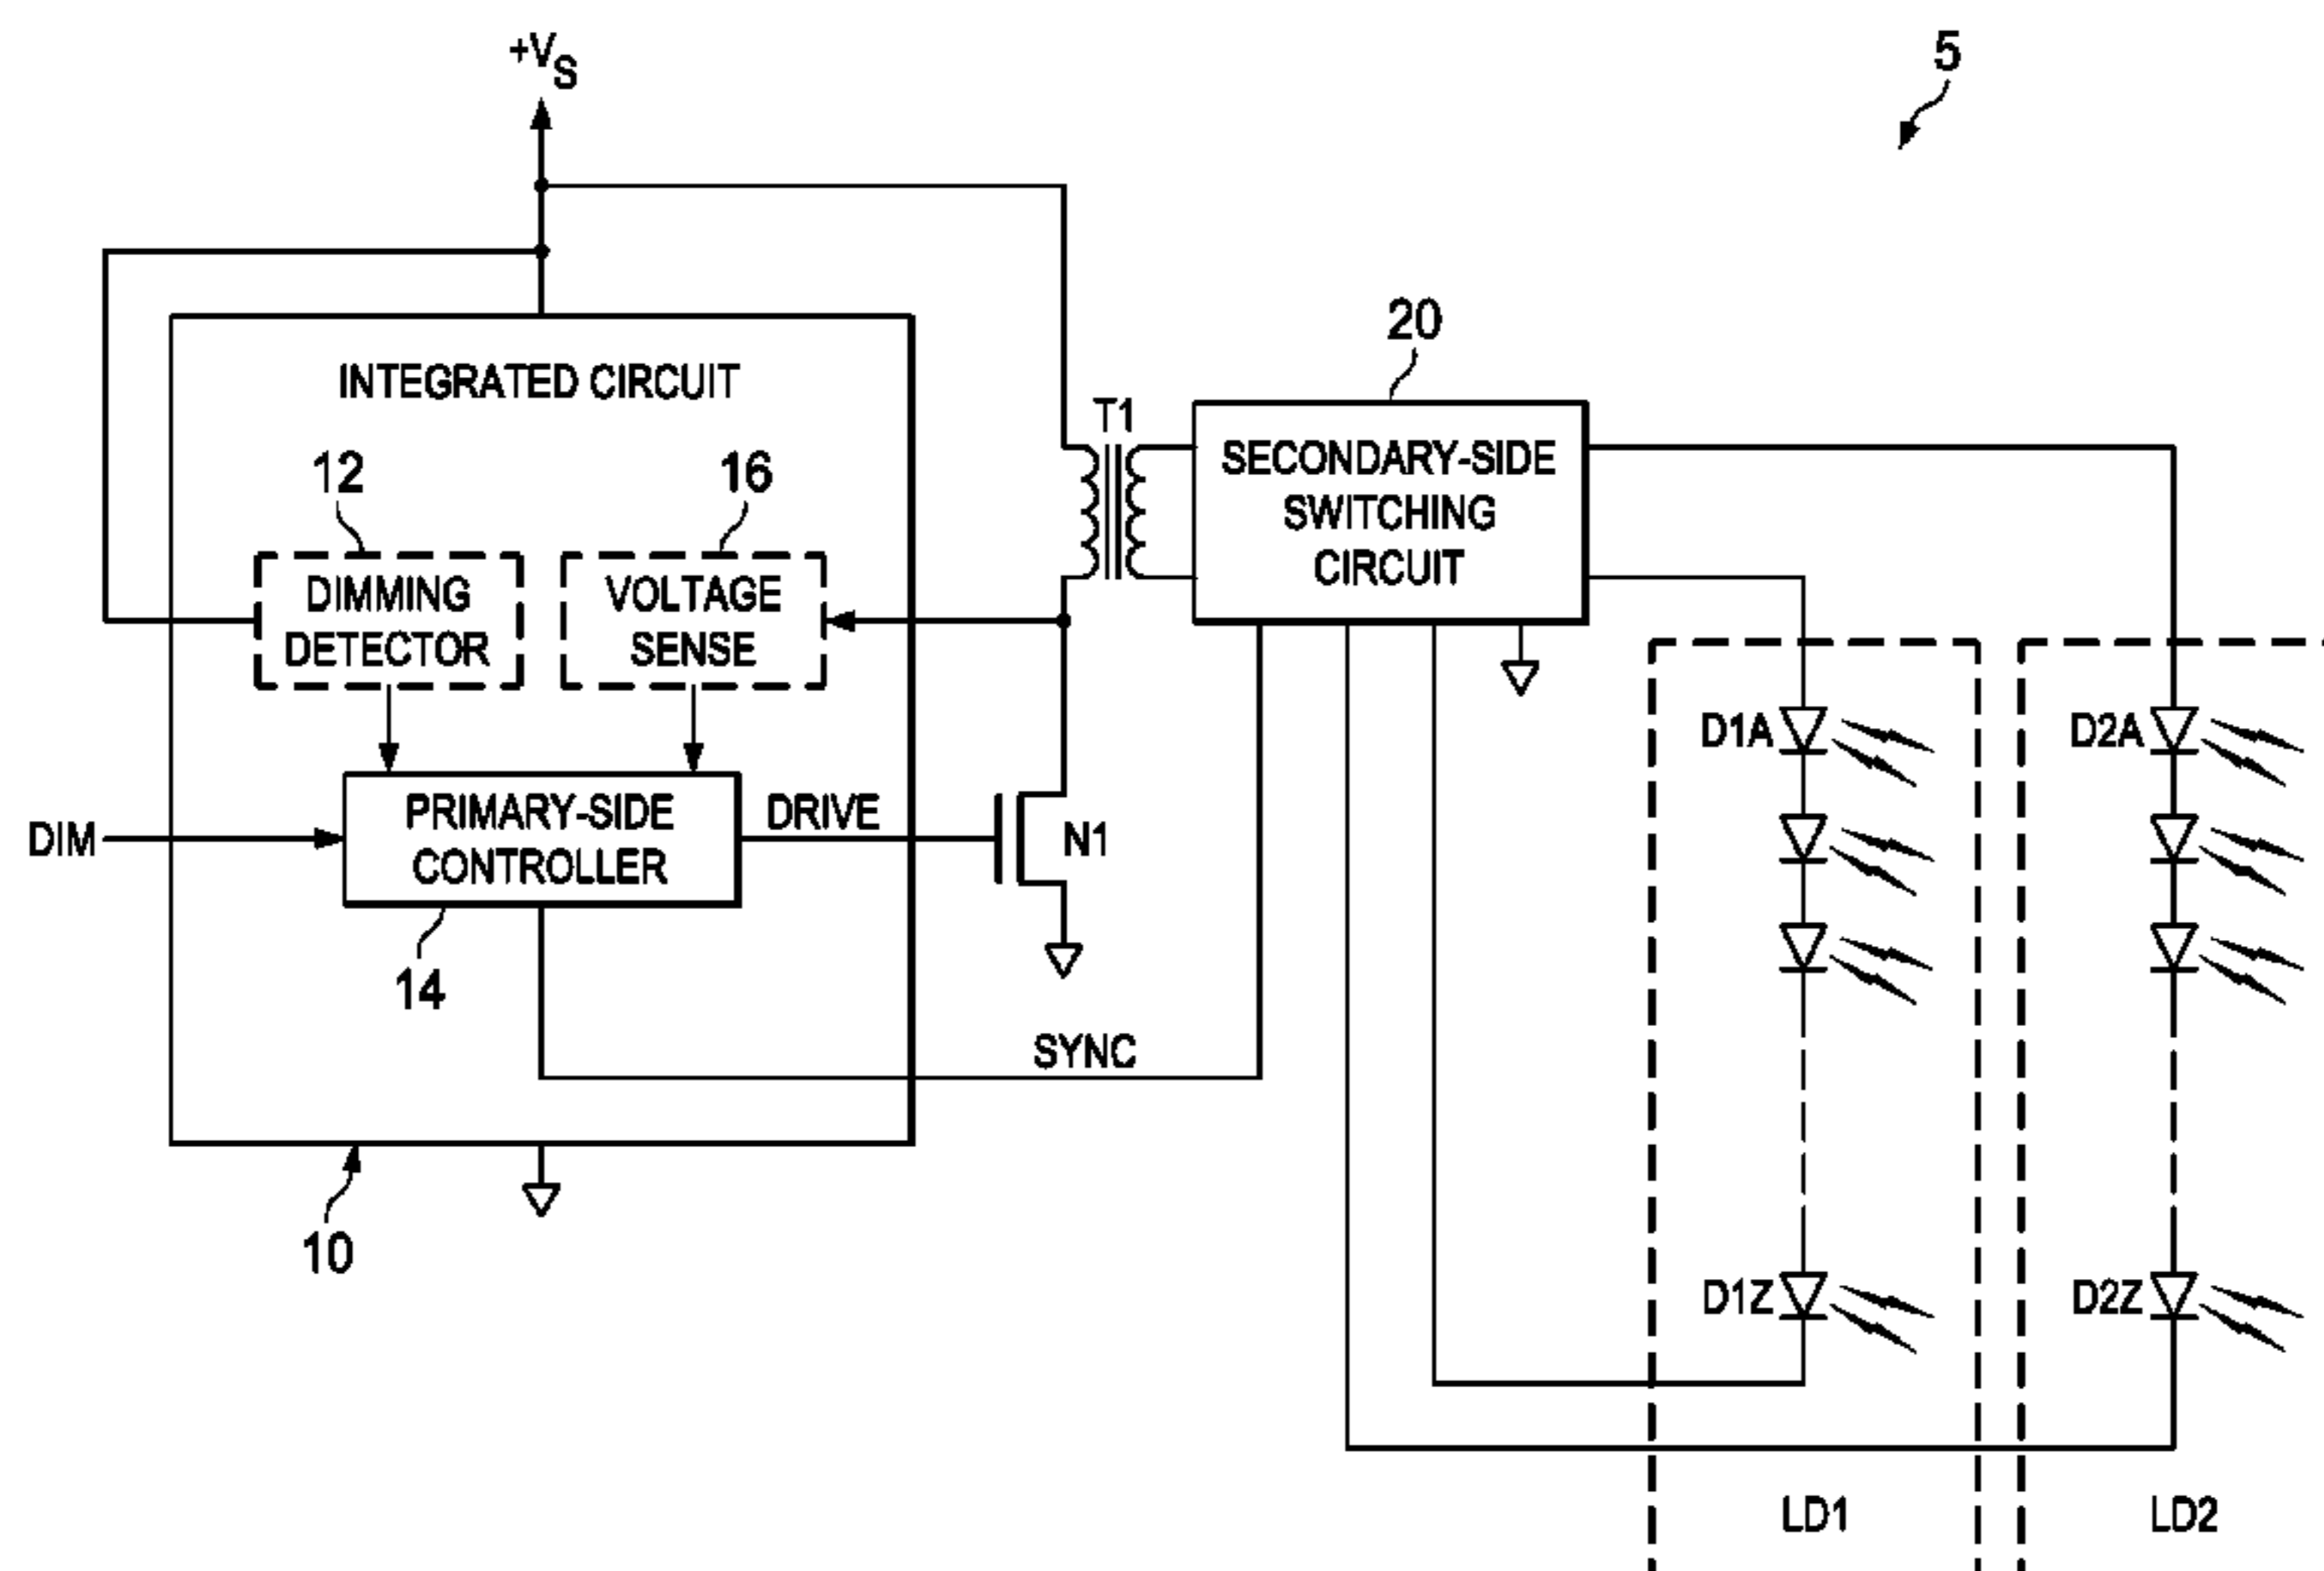 +VS
5
INTEGRATED CIRCUIT
20
T1
12
16
SECONDARY-SIDE
SWITCHING
CIRCUIT
DIMMING
DETECTOR
VOLTAGE
SENSE
D1A
D2A
DIM
PRIMARY-SIDE
CONTROLLER
DRIVE
N1
14
SYNC
10
D1Z
D2Z
LD1
LD2